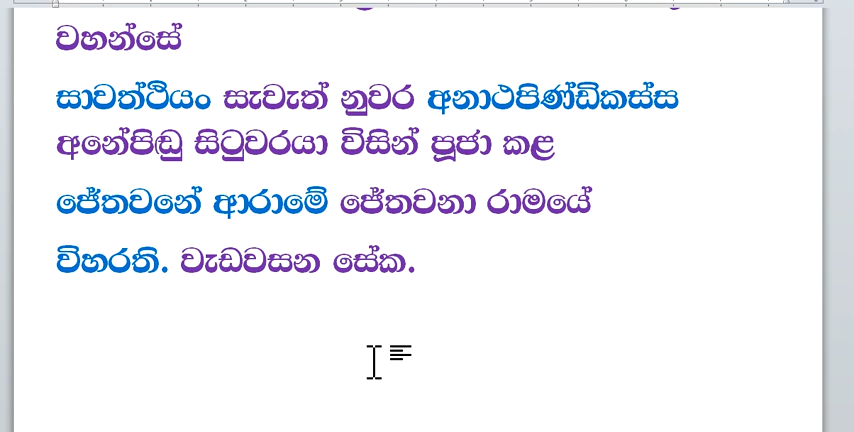 වහන්සේ
සාවත්ථියං සැවැත් නුවර අනාථපිණ්ඩිකස්ස
අනේපිඬු සිටුවරයා විසින් පූජා කළ
ජේතවනේ ආරාමේ ජේතවනා රාමයේ
විහරති. වැඩවසන සේක.